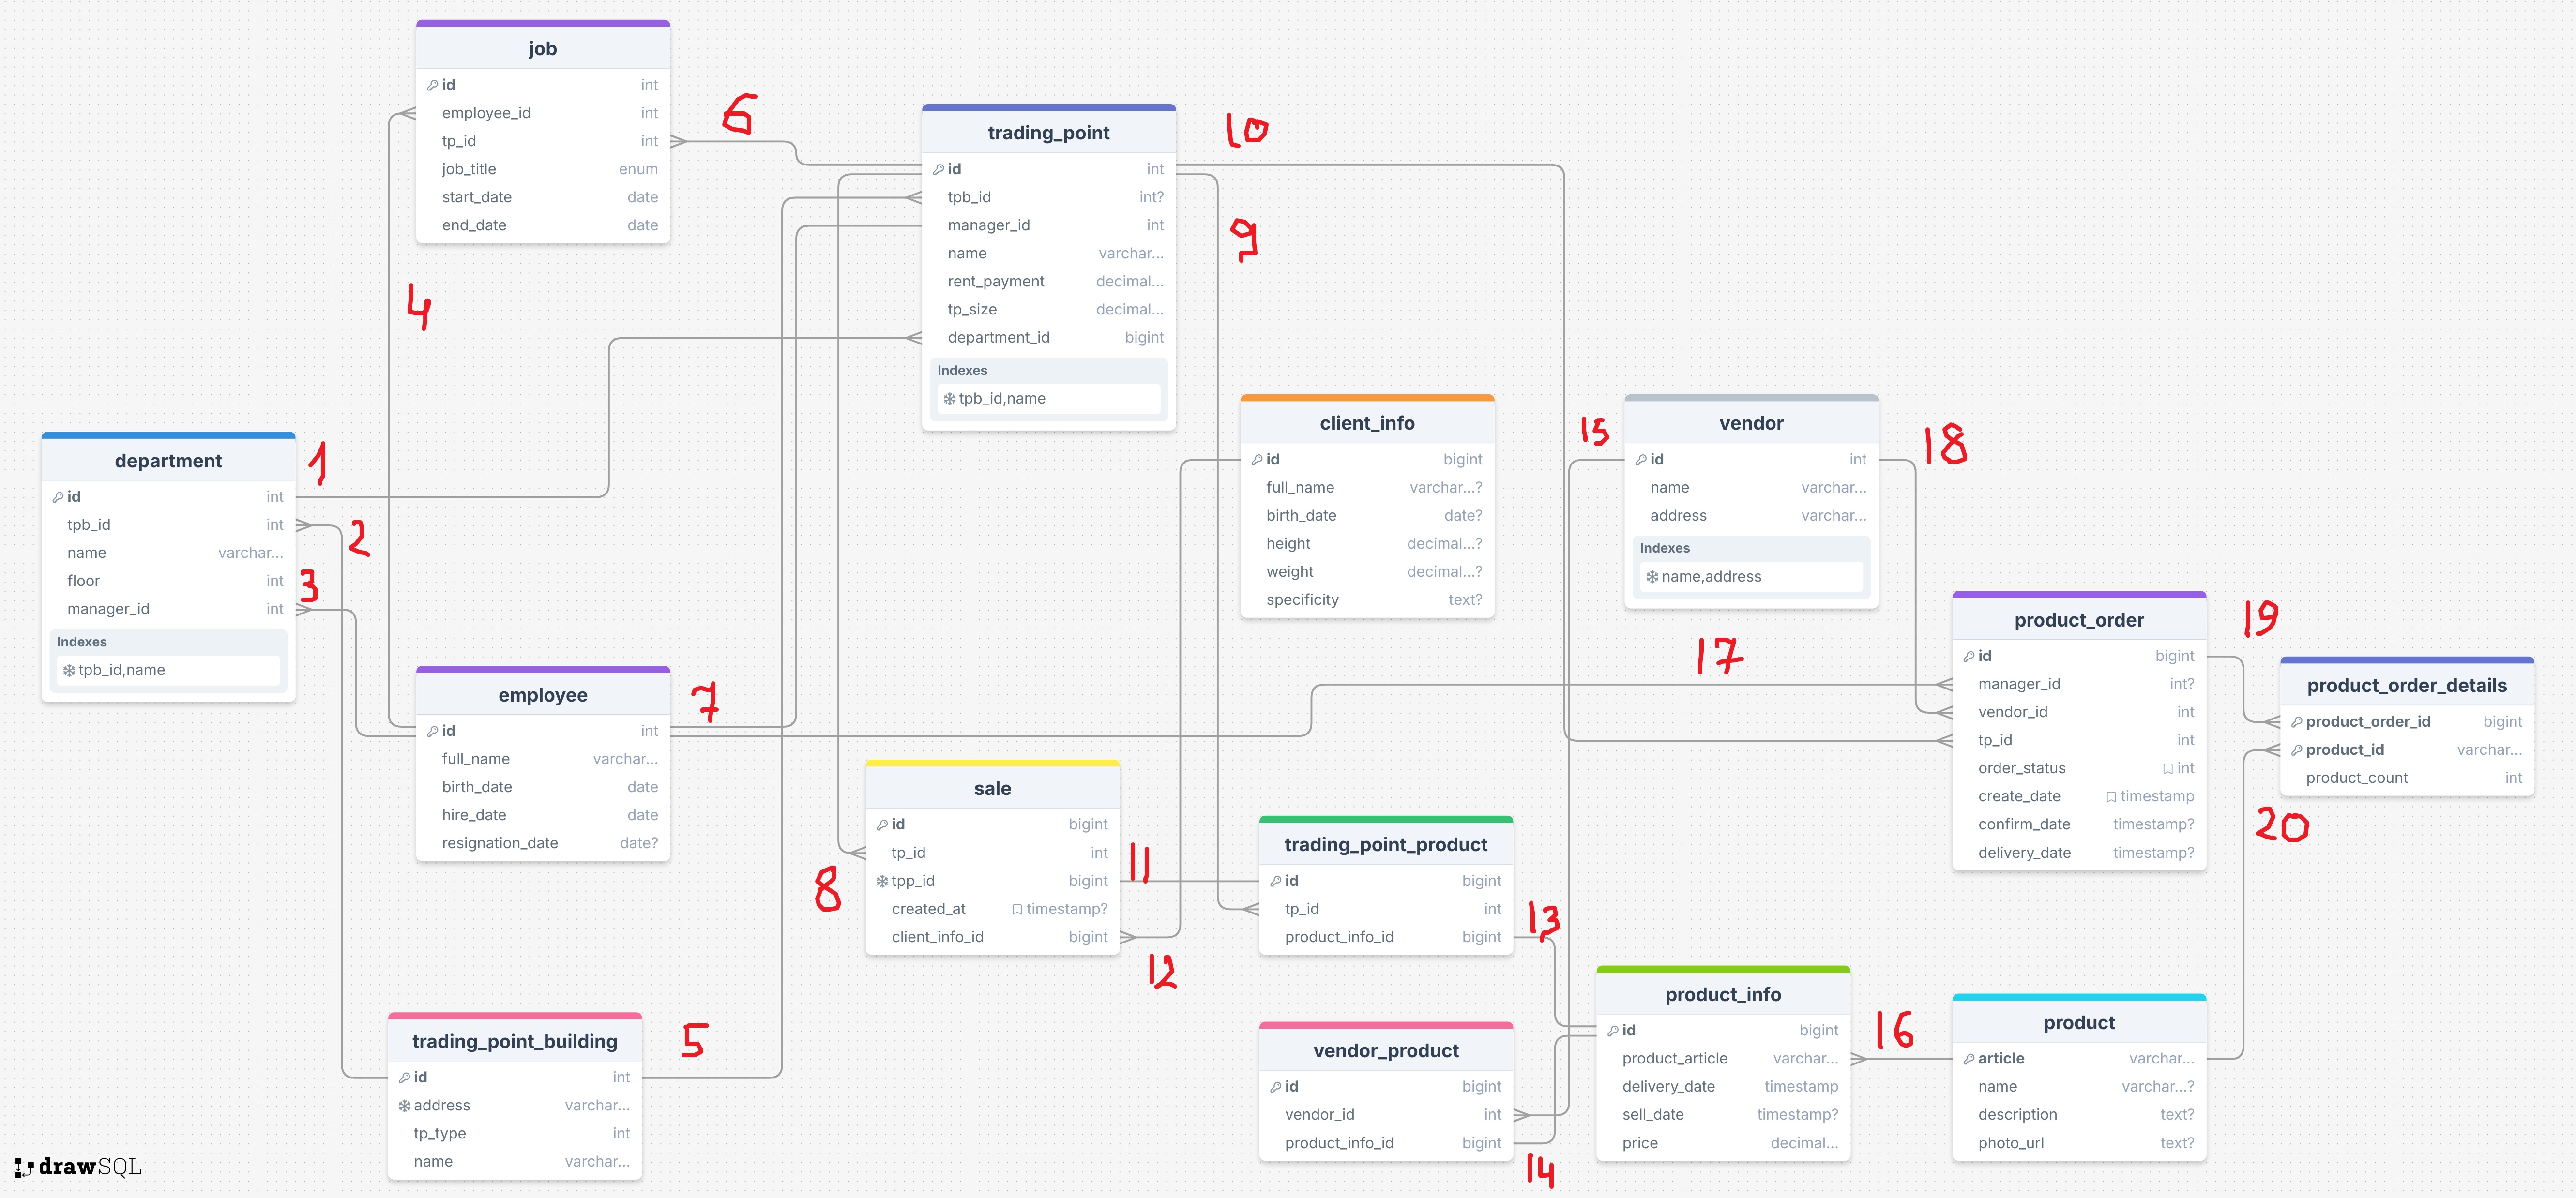 job
id int
employee_id int
tp_id int
job_title enum
start_date date
end_date date
6
4
trading_point
id int
tpb_id int?
manager_id int
name varchar...
rent_payment decimal...
tp_size decimal...
department_id bigint
Indexes
tpb_id,name
10
9
department
id int
tpb_id int
name varchar...
floor int
manager_id int
Indexes
tpb_id,name
1
2
3
employee
id int
full_name varchar...
birth_date date
hire_date date
resignation_date date?
7
client_info
id bigint
full_name varchar...?
birth_date date?
height decimal...?
weight decimal...?
specificity text?
15
vendor
id int
name varchar...
address varchar...
Indexes
name,address
18
17
product_order
id bigint
manager_id int?
vendor_id int
tp_id int
order_status int
create_date timestamp
confirm_date timestamp?
delivery_date timestamp?
19
product_order_details
product_order_id bigint
product_id varchar...
product_count int
20
sale
id bigint
tp_id int
tpp_id bigint
created_at timestamp?
client_info_id bigint
8
11
12
trading_point_product
id bigint
tp_id int
product_info_id bigint
13
trading_point_building
id int
address varchar...
tp_type int
name varchar...
5
vendor_product
id bigint
vendor_id int
product_info_id bigint
14
product_info
id bigint
product_article varchar...
delivery_date timestamp
sell_date timestamp?
price decimal...
16
product
article varchar...
name varchar...?
description text?
photo_url text?
drawSQL